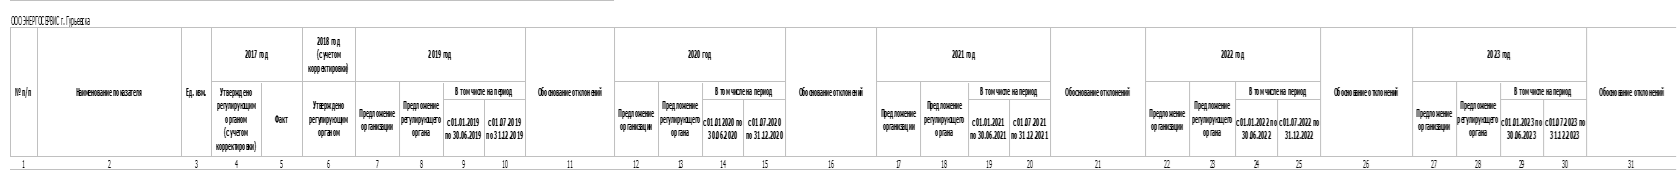 ООО ЭНЕРГОСЕРВИС г. Гурьевска
№ п/п
Наименование показателя
Ед. изм.
2017 год
2018 год
(с учетом
корректировки)
2019 год
Обоснование отклонений
2020 год
Обоснование отклонений
2021 год
Обоснование отклонений
2022 год
Обоснование отклонений
2023 год
Обоснование отклонений
Утверждено
регулирующим
органом
(с учетом
корректировки)
Факт
Утверждено
регулирующим
органом
Предложение
организации
Предложение
регулирующего
органа
В том числе на период
с 01.01.2019
по 30.06.2019
с 01.07.2019
по 31.12.2019
Предложение
организации
Предложение
регулирующего
органа
В том числе на период
с 01.01.2020 по
30.06.2020
с 01.07.2020
по 31.12.2020
Предложение
организации
Предложение
регулирующего
органа
В том числе на период
с 01.01.2021
по 30.06.2021
с 01.07.2021
по 31.12.2021
Предложение
организации
Предложение
регулирующего
органа
В том числе на период
с 01.01.2022 по
30.06.2022
с 01.07.2022 по
31.12.2022
Предложение
организации
Предложение
регулирующего
органа
В том числе на период
с 01.01.2023 по
30.06.2023
с 01.07.2023 по
31.12.2023
1 2 3 4 5 6 7 8 9 10 11 12 13 14 15 16 17 18 19 20 21 22 23 24 25 26 27 28 29 30 31